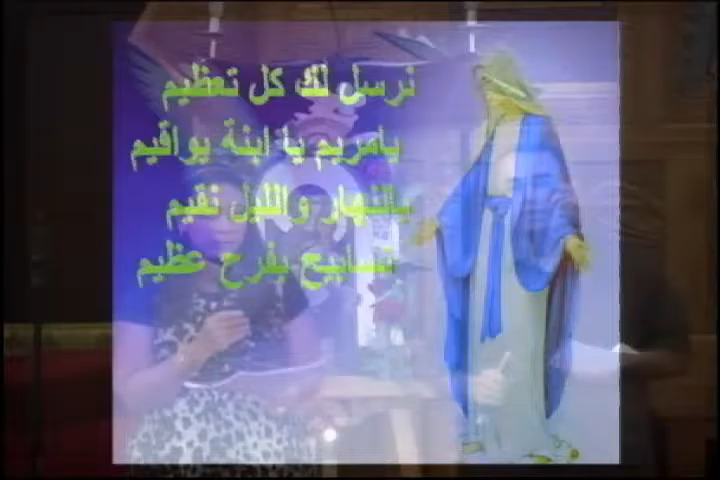 نرسل لك كل تعظيم
يامريم يا ابنة يواقيم
بالنهار والليل نقيم
تسابيح بفرح عظيم